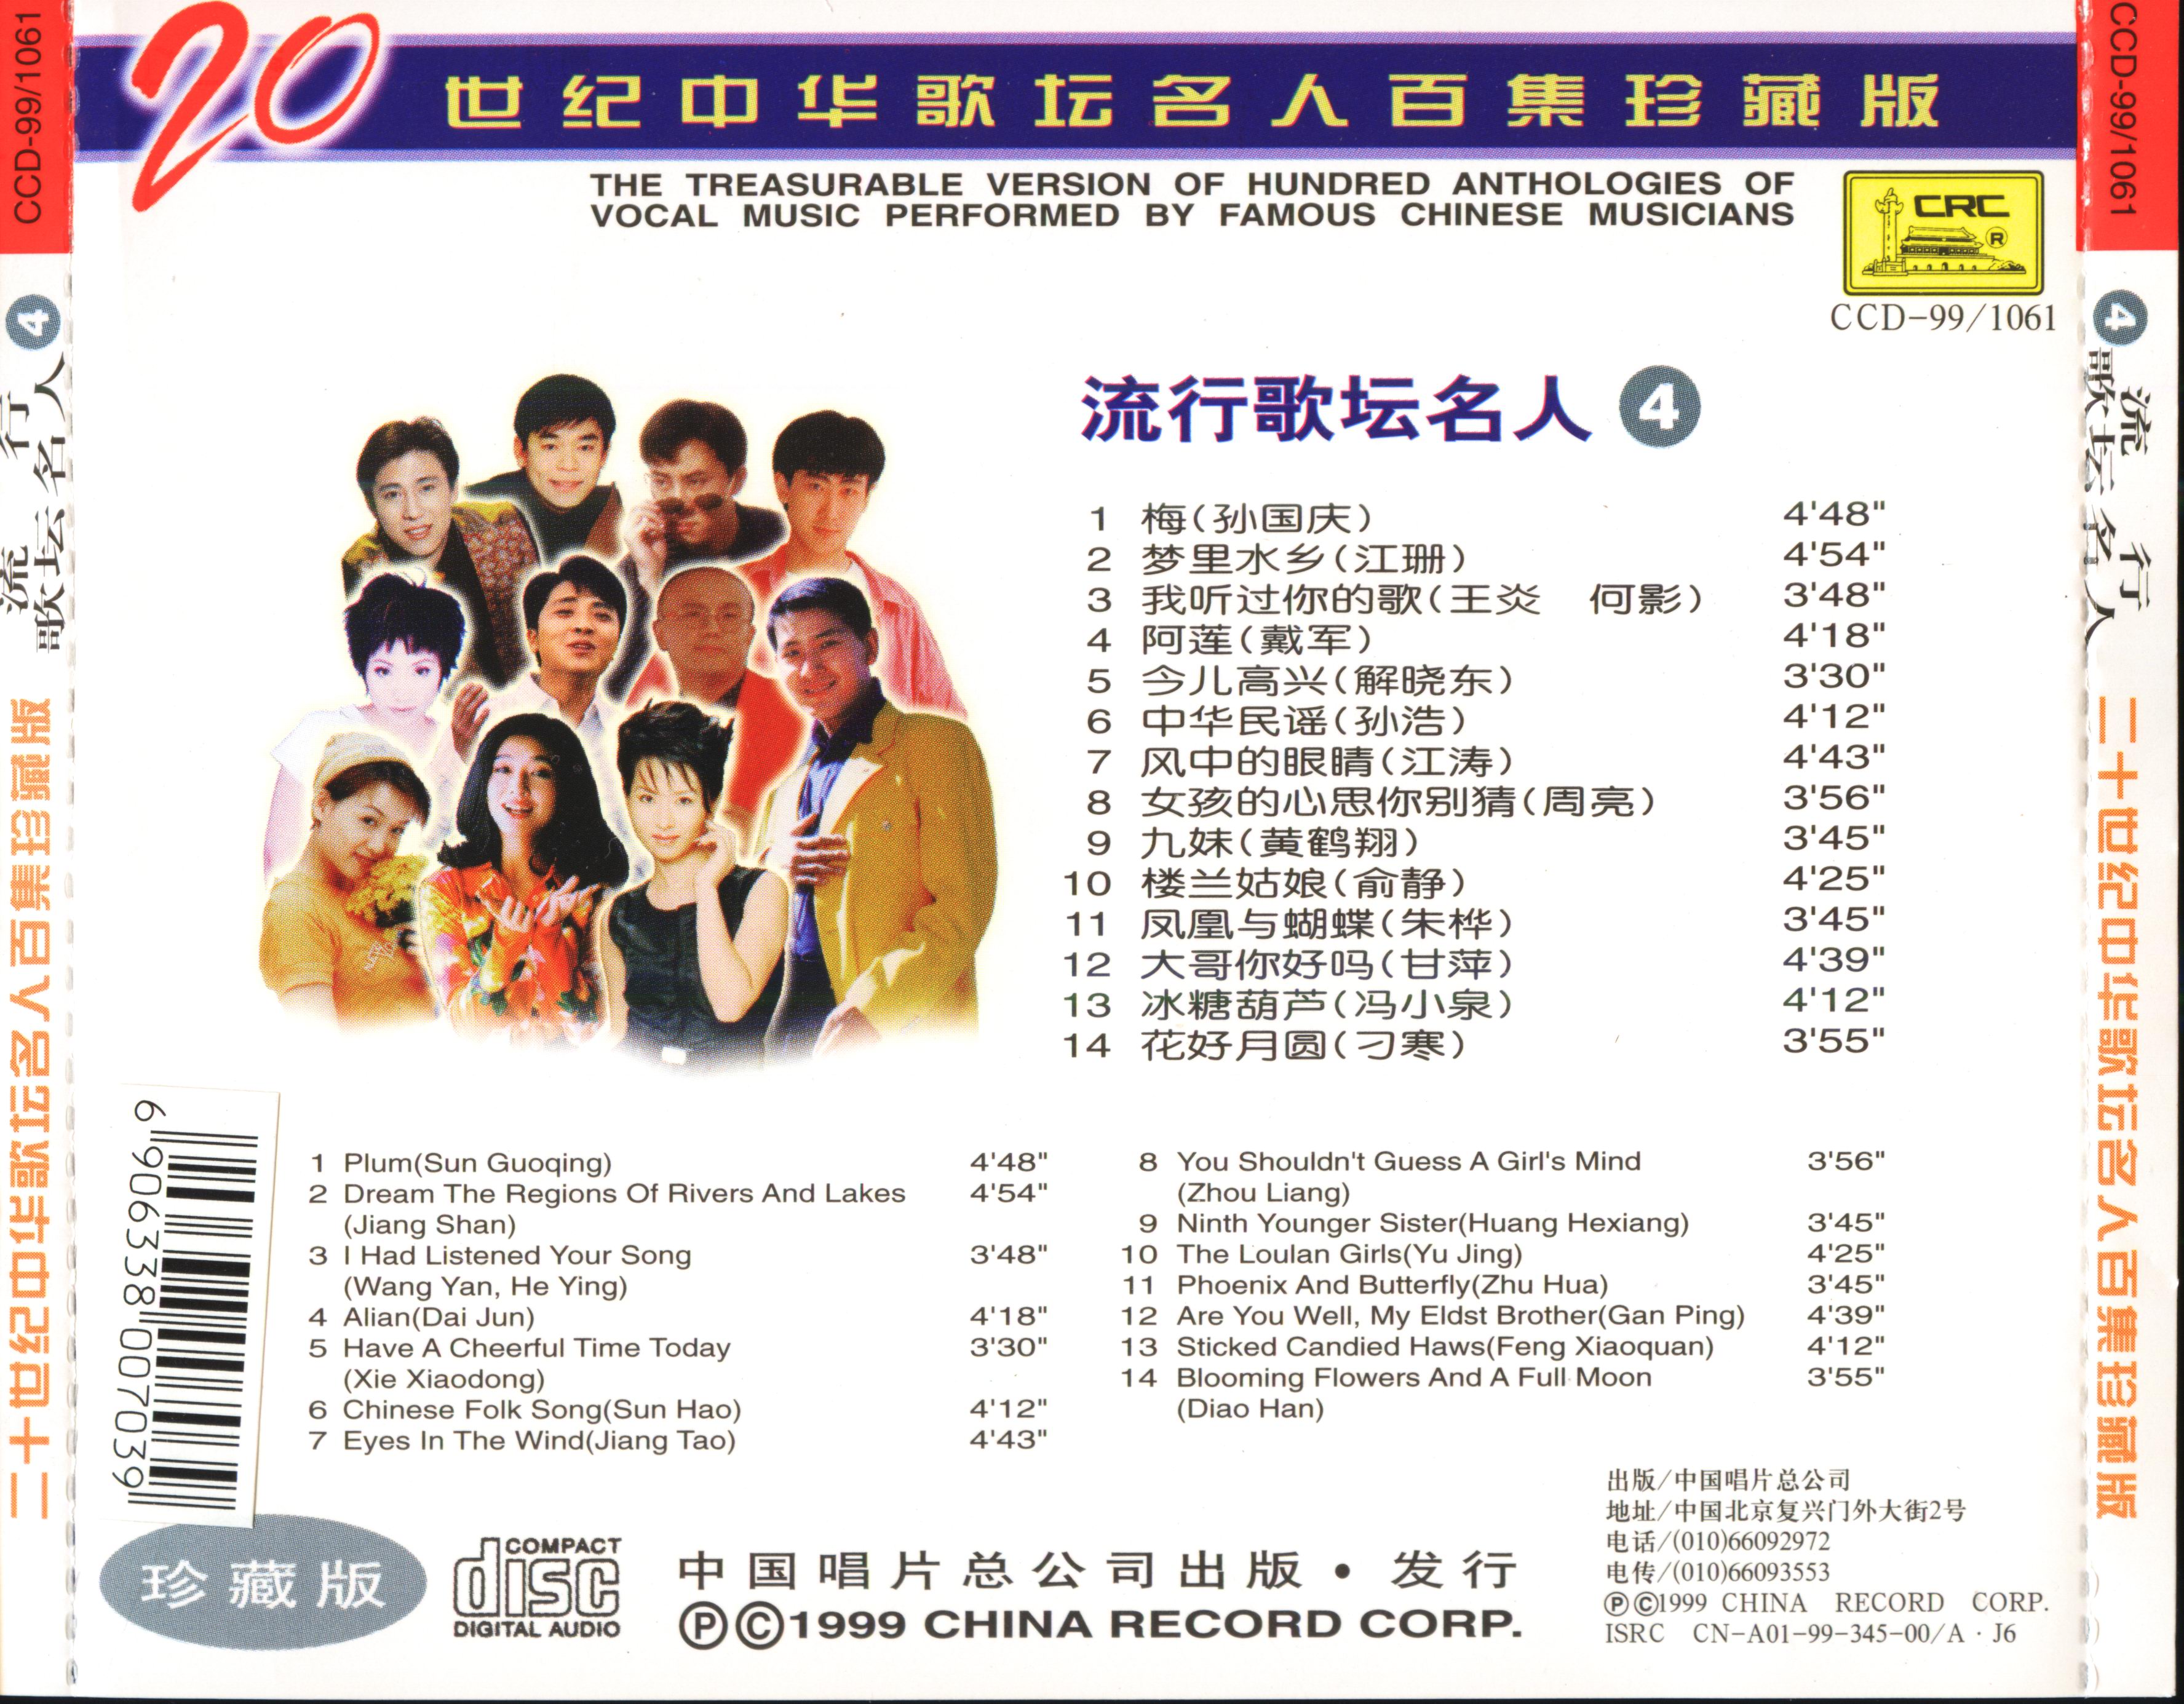 20世纪中华歌坛名人百集珍藏版
THE TREASURABLE VERSION OF HUNDRED ANTHOLOGIES OF
VOCAL MUSIC PERFORMED BY FAMOUS CHINESE MUSICIANS
CRC
®
CCD-99/1061
流行歌坛名人 4
1 梅(孙国庆) 4'48"
2 梦里水乡(江珊) 4'54"
3 我听过你的歌(王炎 何影) 3'48"
4 阿莲(戴军) 4'18"
5 今儿高兴(解晓东) 3'30"
6 中华民谣(孙浩) 4'12"
7 风中的眼睛(江涛) 4'43"
8 女孩的心思你别猜(周亮) 3'56"
9 九妹(黄鹤翔) 3'45"
10 楼兰姑娘(俞静) 4'25"
11 凤凰与蝴蝶(朱桦) 3'45"
12 大哥你好吗(甘萍) 4'39"
13 冰糖葫芦(冯小泉) 4'12"
14 花好月圆(刁寒) 3'55"
1 Plum(Sun Guoqing) 4'48"
2 Dream The Regions Of Rivers And Lakes 4'54"
(Jiang Shan)
3 I Had Listened Your Song 3'48"
(Wang Yan, He Ying)
4 Alian(Dai Jun) 4'18"
5 Have A Cheerful Time Today 3'30"
(Xie Xiaodong)
6 Chinese Folk Song(Sun Hao) 4'12"
7 Eyes In The Wind(Jiang Tao) 4'43"
8 You Shouldn't Guess A Girl's Mind 3'56"
(Zhou Liang)
9 Ninth Younger Sister(Huang Hexiang) 3'45"
10 The Loulan Girls(Yu Jing) 4'25"
11 Phoenix And Butterfly(Zhu Hua) 3'45"
12 Are You Well, My Eldst Brother(Gan Ping) 4'39"
13 Sticked Candied Haws(Feng Xiaoquan) 4'12"
14 Blooming Flowers And A Full Moon 3'55"
(Diao Han)
6 906338 007039
珍藏版
COMPACT
disc
DIGITAL AUDIO
中国唱片总公司出版·发行
Ⓟ©1999 CHINA RECORD CORP.
出版/中国唱片总公司
地址/中国北京复兴门外大街2号
电话/(010)66092972
电传/(010)66093553
Ⓟ©1999 CHINA RECORD CORP.
ISRC CN-A01-99-345-00/A·J6
CCD-99/1061
4
流行
歌坛名人
二十世纪中华歌坛名人百集珍藏版
CCD-99/1061
4
流行
歌坛名人
二十世纪中华歌坛名人百集珍藏版